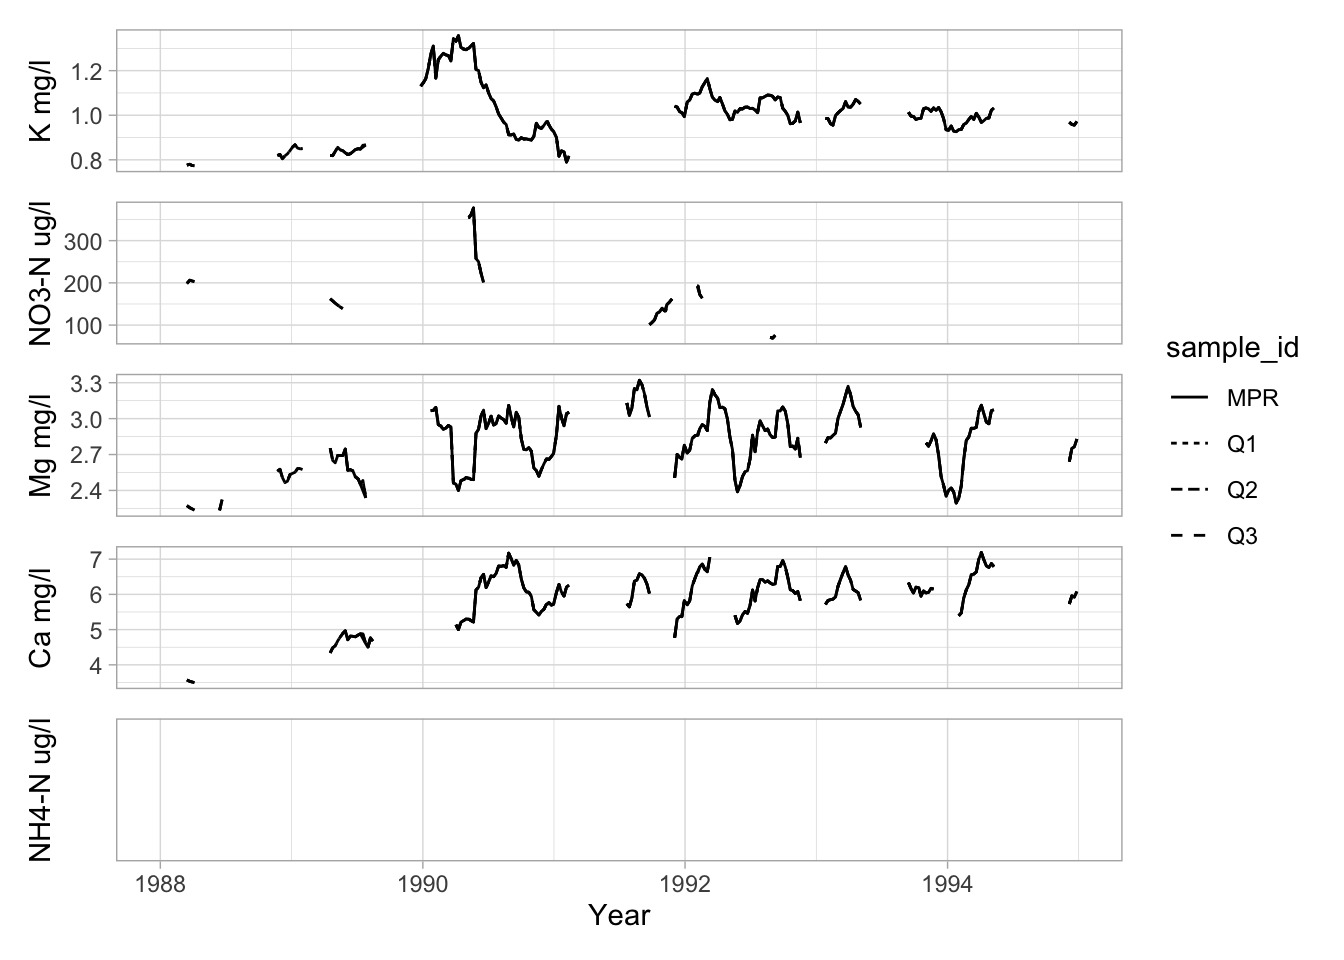 K mg/l
1.2
1.0
0.8
NO3-N ug/l
300
200
100
Mg mg/l
3.3
3.0
2.7
2.4
Ca mg/l
7
6
5
4
NH4-N ug/l
1988 1990 1992 1994
Year
sample_id
MPR
Q1
Q2
Q3